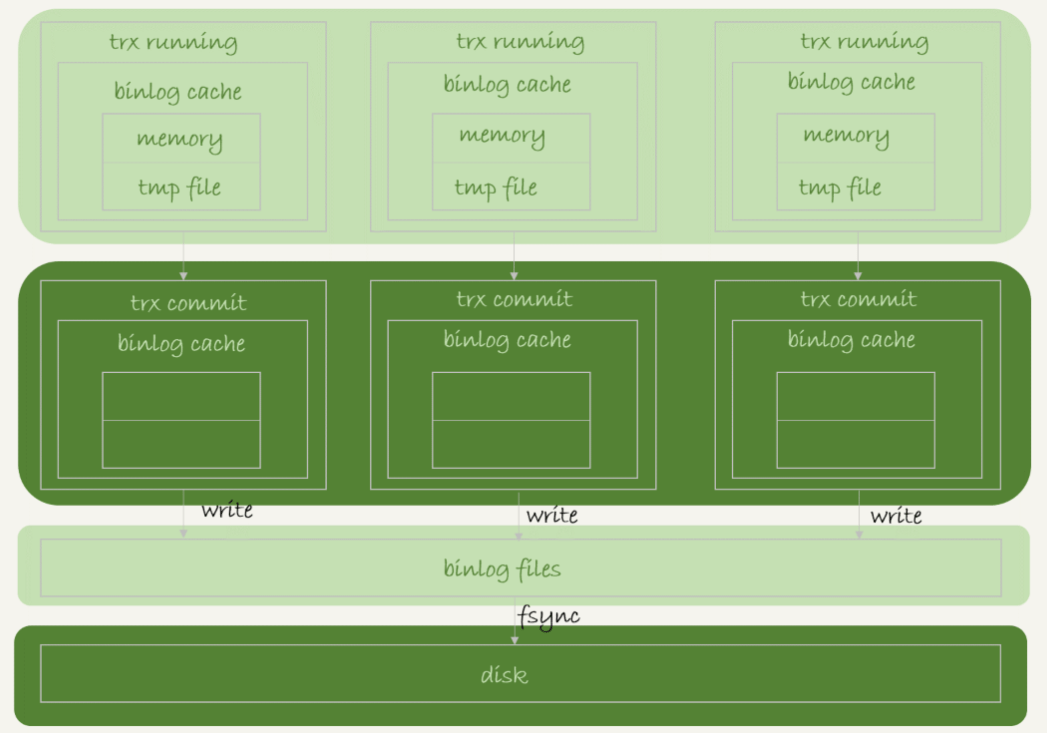 trx running
trx running
trx running
binlog cache
binlog cache
binlog cache
memory
memory
memory
tmp file
tmp file
tmp file
trx commit
trx commit
trx commit
binlog cache
binlog cache
binlog cache
write
write
write
binlog files
fsync
disk